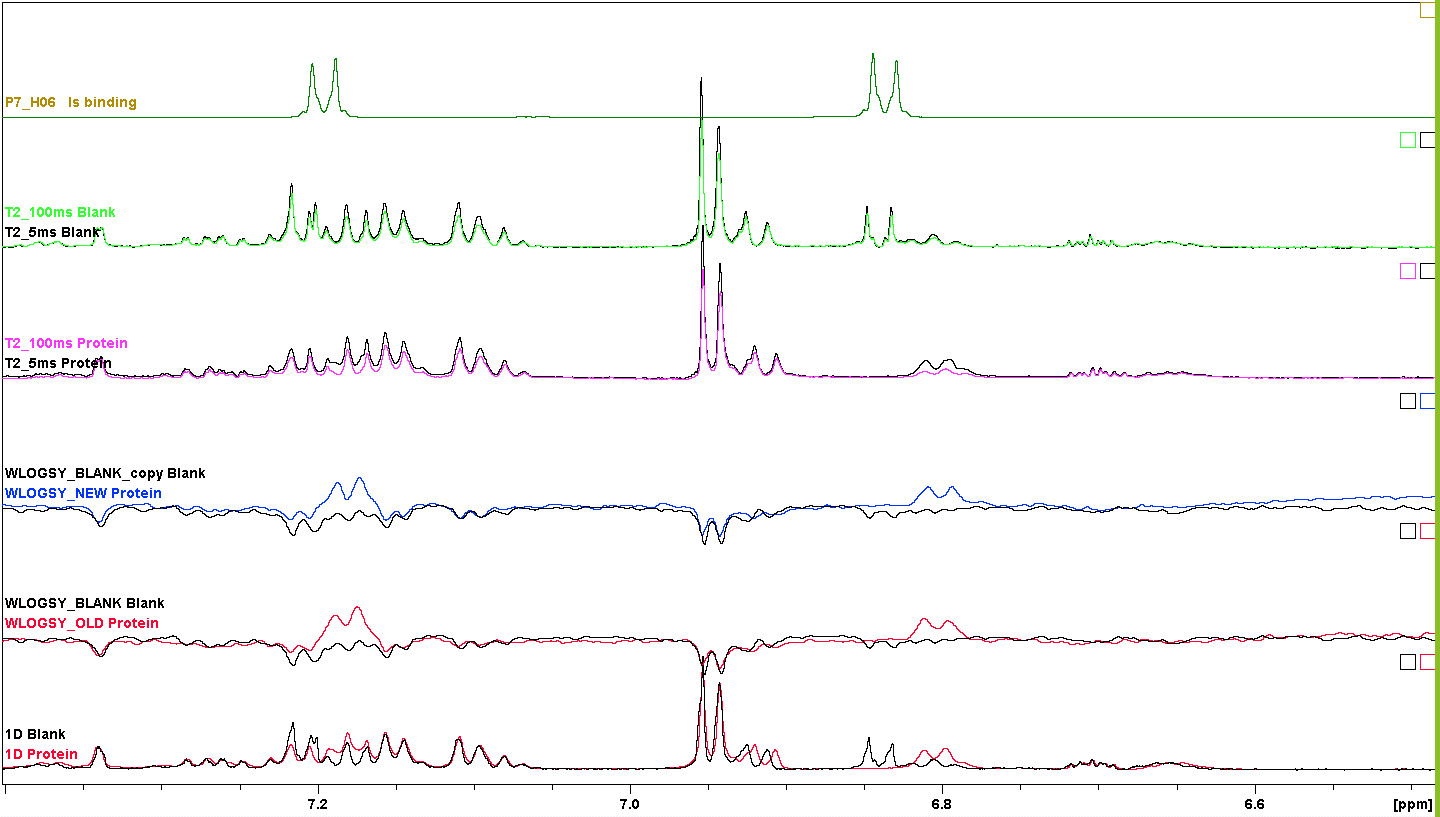 P7_H06 Is binding
T2_100ms Blank
T2_5ms Blank
T2_100ms Protein
T2_5ms Protein
WLOGSY_BLANK_copy Blank
WLOGSY_NEW Protein
WLOGSY_BLANK Blank
WLOGSY_OLD Protein
1D Blank
1D Protein
7.2 7.0 6.8 6.6 [ppm]